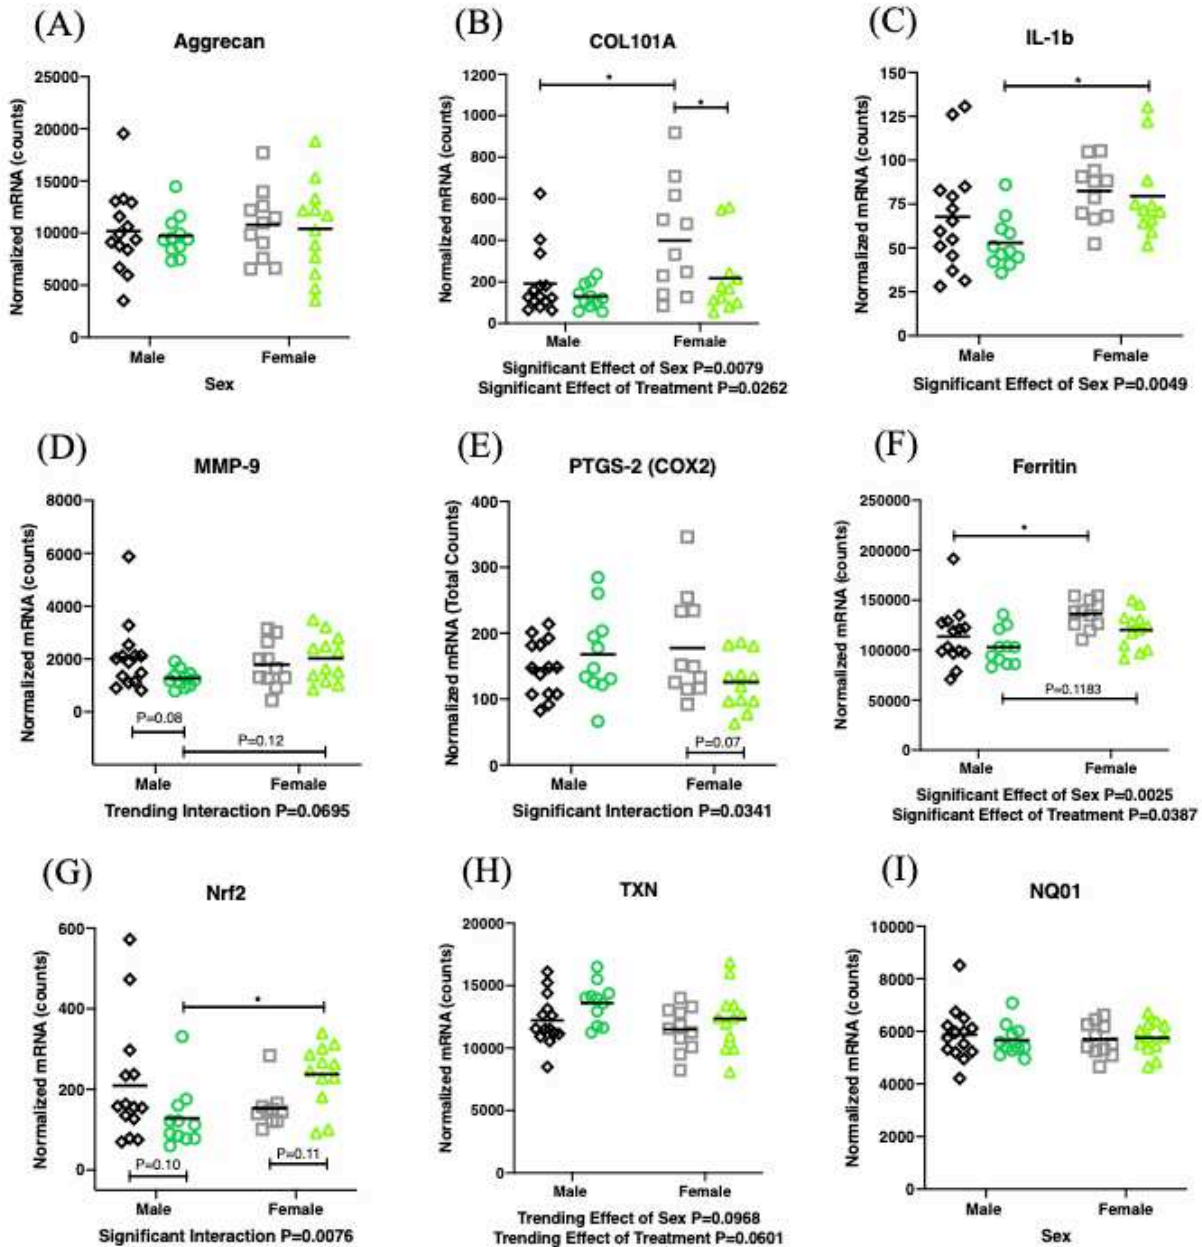 (A)
Aggrecan
Normalized mRNA (counts)
25000
20000
15000
10000
5000
0
Male
Female
Sex
(B)
COL101A
Normalized mRNA (counts)
1200
1000
800
600
400
200
0
*
*
Male
Female
Significant Effect of Sex P=0.0079
Significant Effect of Treatment P=0.0262
(C)
IL-1b
Normalized mRNA (counts)
150
125
100
75
50
25
0
*
Male
Female
Significant Effect of Sex P=0.0049
(D)
MMP-9
Normalized mRNA (counts)
8000
6000
4000
2000
0
P=0.08
P=0.12
Male
Female
Trending Interaction P=0.0695
(E)
PTGS-2 (COX2)
Normalized mRNA (Total Counts)
400
300
200
100
0
P=0.07
Male
Female
Significant Interaction P=0.0341
(F)
Ferritin
Normalized mRNA (counts)
250000
200000
150000
100000
50000
0
*
P=0.1183
Male
Female
Significant Effect of Sex P=0.0025
Significant Effect of Treatment P=0.0387
(G)
Nrf2
Normalized mRNA (counts)
600
400
200
0
*
P=0.10
P=0.11
Male
Female
Significant Interaction P=0.0076
(H)
TXN
Normalized mRNA (counts)
20000
15000
10000
5000
0
Male
Female
Trending Effect of Sex P=0.0968
Trending Effect of Treatment P=0.0601
(I)
NQ01
Normalized mRNA (counts)
10000
8000
6000
4000
2000
0
Male
Female
Sex